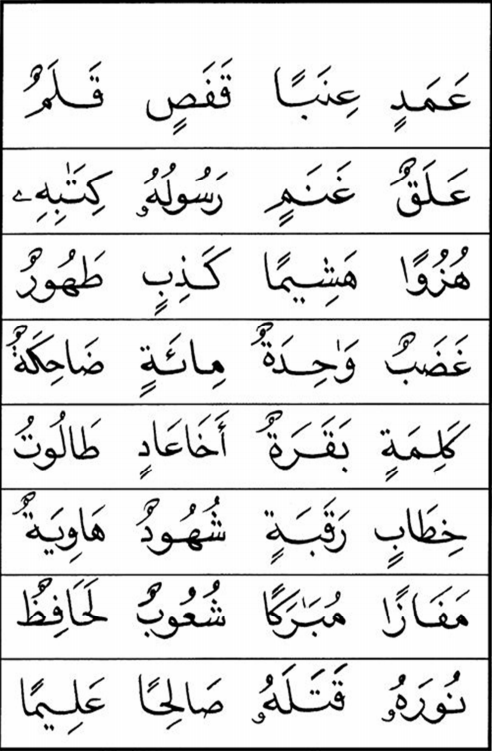 عَمَدٍ عِنَبًا قَفَصٍ قَلَمٌ
عَلَقٌ غَنَمٍ رَسُولُهُۥ كِتَٰبِهِۦ
هُزُوًا هَشِيمًا كَذِبٍ طَهُورٌ
غَضَبٌ وَٰحِدَةٌ مِائَةٍ ضَاحِكَةٌ
كَلِمَةٍ بَقَرَةٌ أَخَاعَادٍ طَالُوتُ
خِطَابٍ رَقَبَةٍ شُهُودٌ هَاوِيَةٌ
مَفَازًا مُبَٰرَكًا شُعُوبٌ لَحَافِظٌ
نُورَهُۥ قَتَلَهُۥ صَالِحًا عَلِيمًا